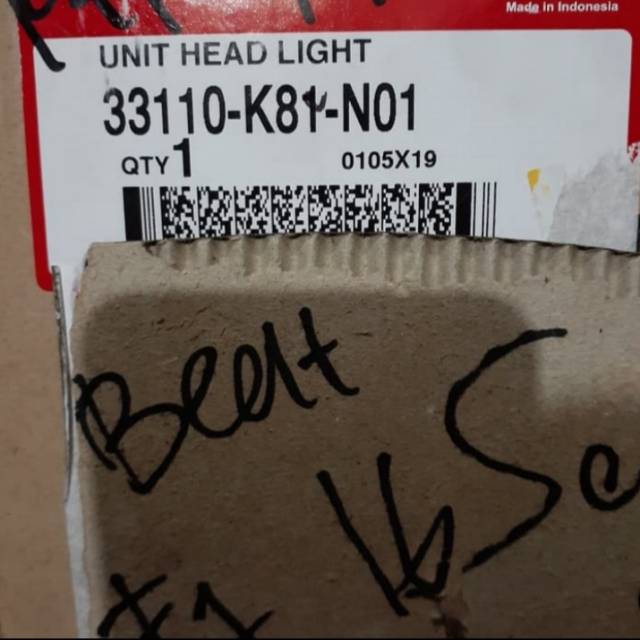 Made in Indonesia
UNIT HEAD LIGHT
33110-K81-N01
QTY 1 0105X19
Beat